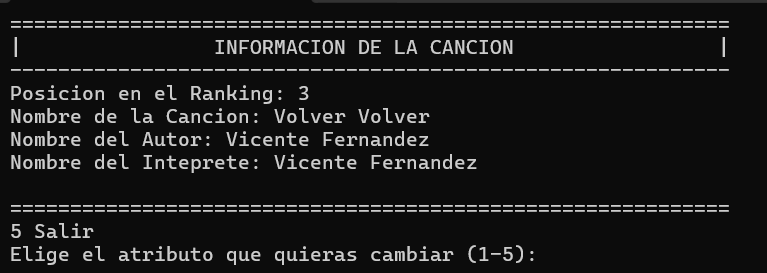 ============================================================
|                INFORMACION DE LA CANCION                 |
------------------------------------------------------------
Posicion en el Ranking: 3
Nombre de la Cancion: Volver Volver
Nombre del Autor: Vicente Fernandez
Nombre del Inteprete: Vicente Fernandez
============================================================
5 Salir
Elige el atributo que quieras cambiar (1-5):